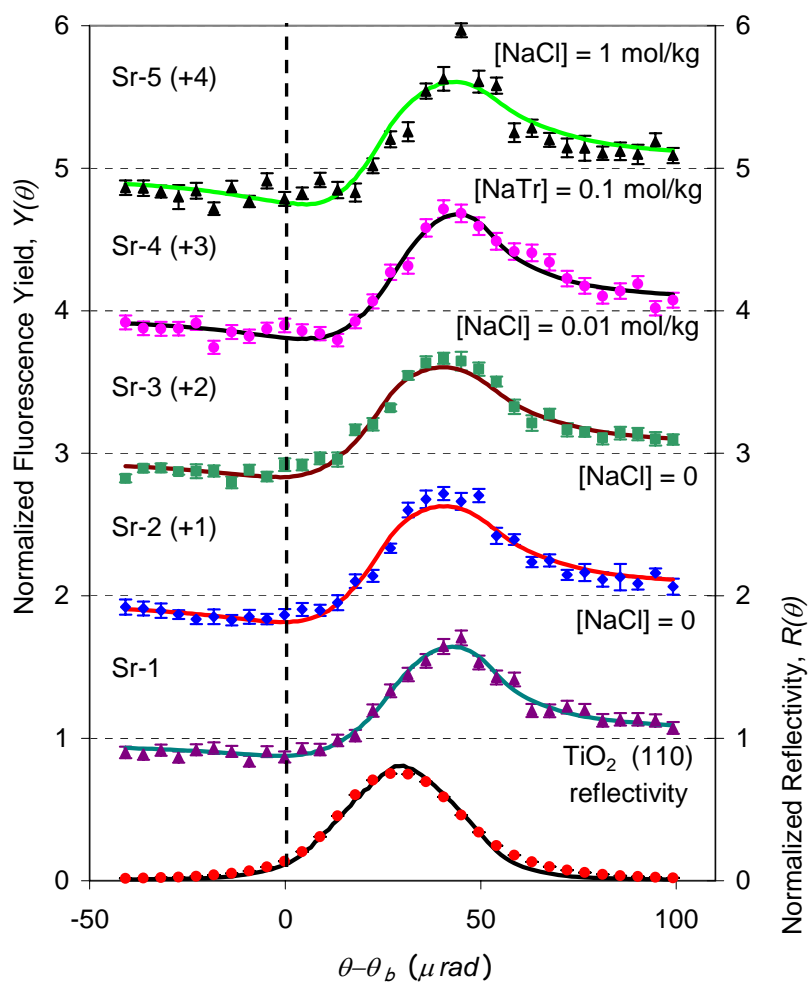 6
6
Sr-5 (+4)
[NaCl] = 1 mol/kg
5
5
[NaTr] = 0.1 mol/kg
Sr-4 (+3)
4
4
[NaCl] = 0.01 mol/kg
Sr-3 (+2)
3
3
[NaCl] = 0
Sr-2 (+1)
2
2
[NaCl] = 0
Sr-1
1
1
TiO₂ (110)
reflectivity
0
0
-50
0
50
100
θ–θ_b (μ rad)
Normalized Fluorescence Yield, Y(θ)
Normalized Reflectivity, R(θ)